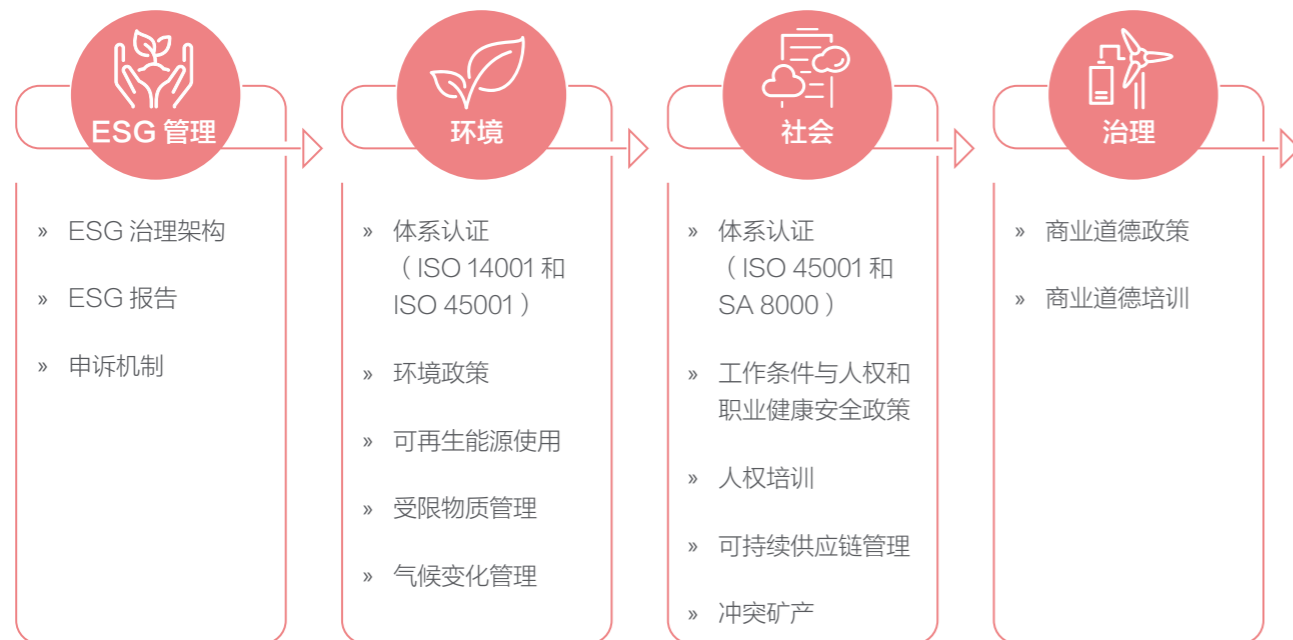 ESG 管理
» ESG 治理架构
» ESG 报告
» 申诉机制
环境
» 体系认证
（ISO 14001 和
ISO 45001）
» 环境政策
» 可再生能源使用
» 受限物质管理
» 气候变化管理
社会
» 体系认证
（ISO 45001 和
SA 8000）
» 工作条件与人权和
职业健康安全政策
» 人权培训
» 可持续供应链管理
» 冲突矿产
治理
» 商业道德政策
» 商业道德培训